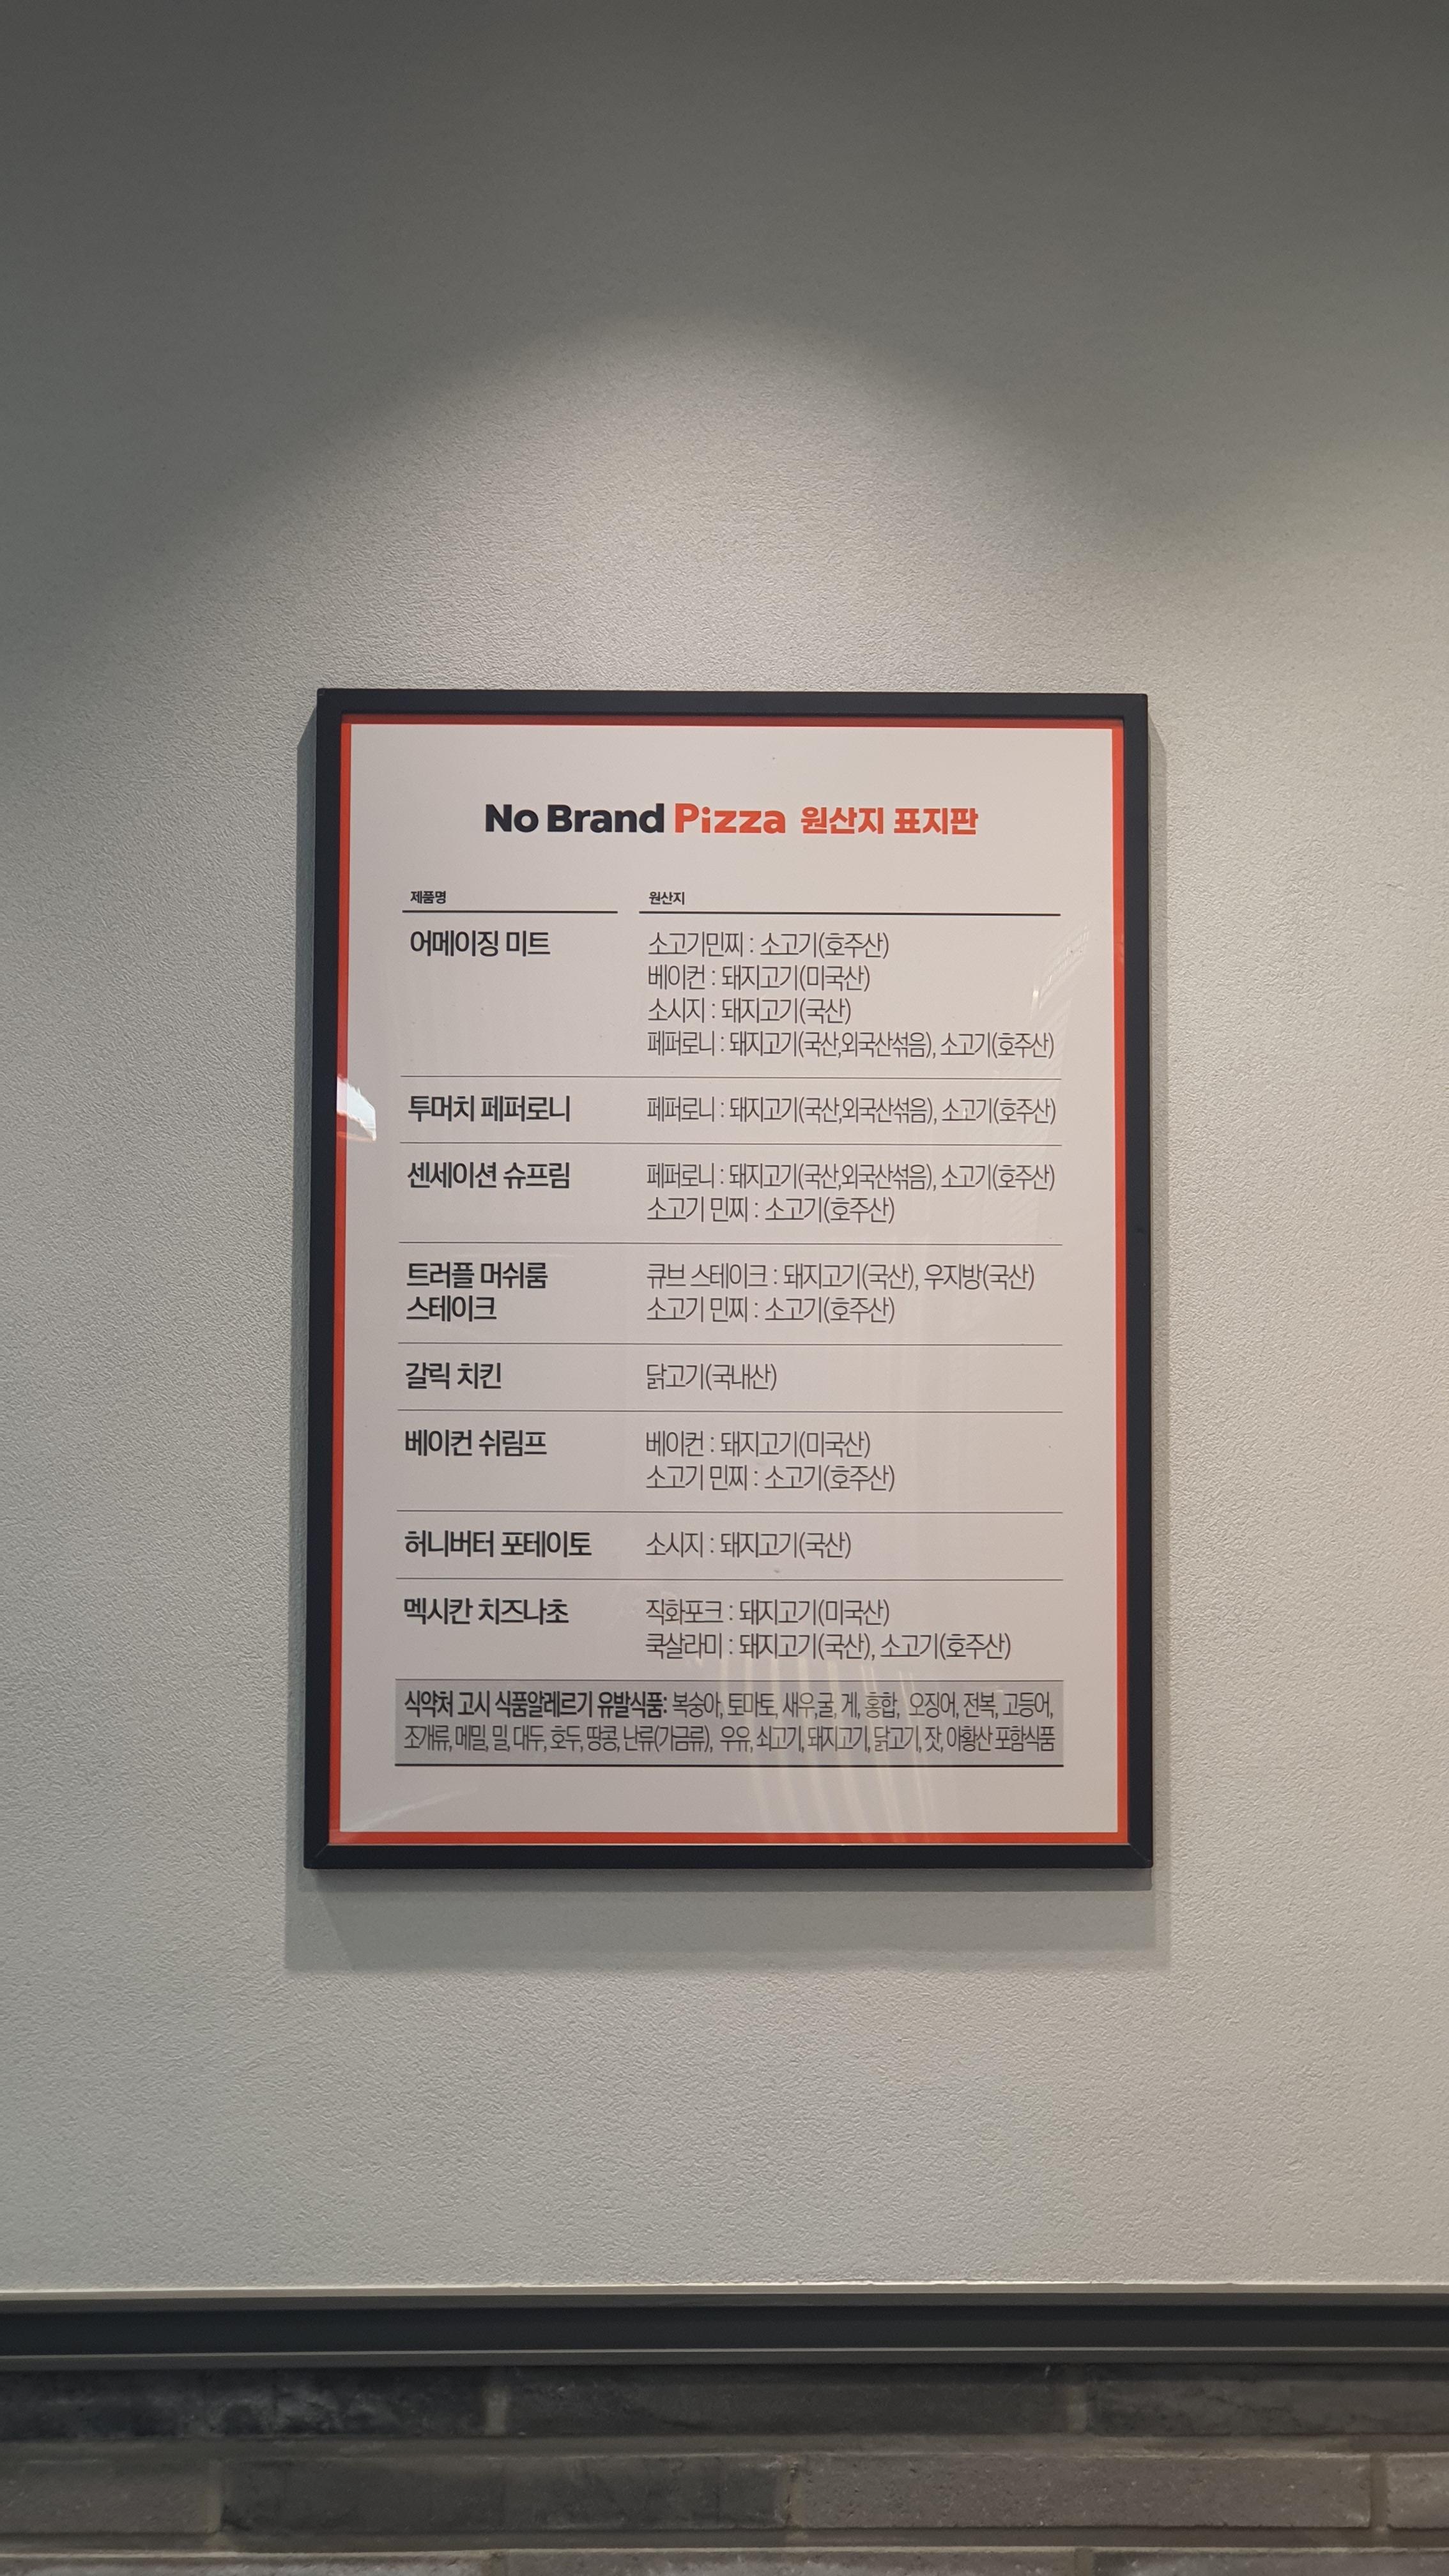 No Brand Pizza 원산지 표지판
제품명 원산지
어메이징 미트 소고기민찌 : 소고기(호주산)
베이컨 : 돼지고기(미국산)
소시지 : 돼지고기(국산)
페퍼로니 : 돼지고기(국산,외국산섞음), 소고기(호주산)
투머치 페퍼로니 페퍼로니 : 돼지고기(국산,외국산섞음), 소고기(호주산)
센세이션 슈프림 페퍼로니 : 돼지고기(국산,외국산섞음), 소고기(호주산)
소고기 민찌 : 소고기(호주산)
트러플 머쉬룸 큐브 스테이크 : 돼지고기(국산), 우지방(국산)
스테이크 소고기 민찌 : 소고기(호주산)
갈릭 치킨 닭고기(국내산)
베이컨 쉬림프 베이컨 : 돼지고기(미국산)
소고기 민찌 : 소고기(호주산)
허니버터 포테이토 소시지 : 돼지고기(국산)
멕시칸 치즈나초 직화포크 : 돼지고기(미국산)
쿡살라미 : 돼지고기(국산), 소고기(호주산)
식약처 고시 식품알레르기 유발식품: 복숭아, 토마토, 새우,굴, 게, 홍합, 오징어, 전복, 고등어,
조개류, 메밀, 밀, 대두, 호두, 땅콩, 난류(가금류), 우유, 쇠고기, 돼지고기, 닭고기, 잣, 아황산 포함식품